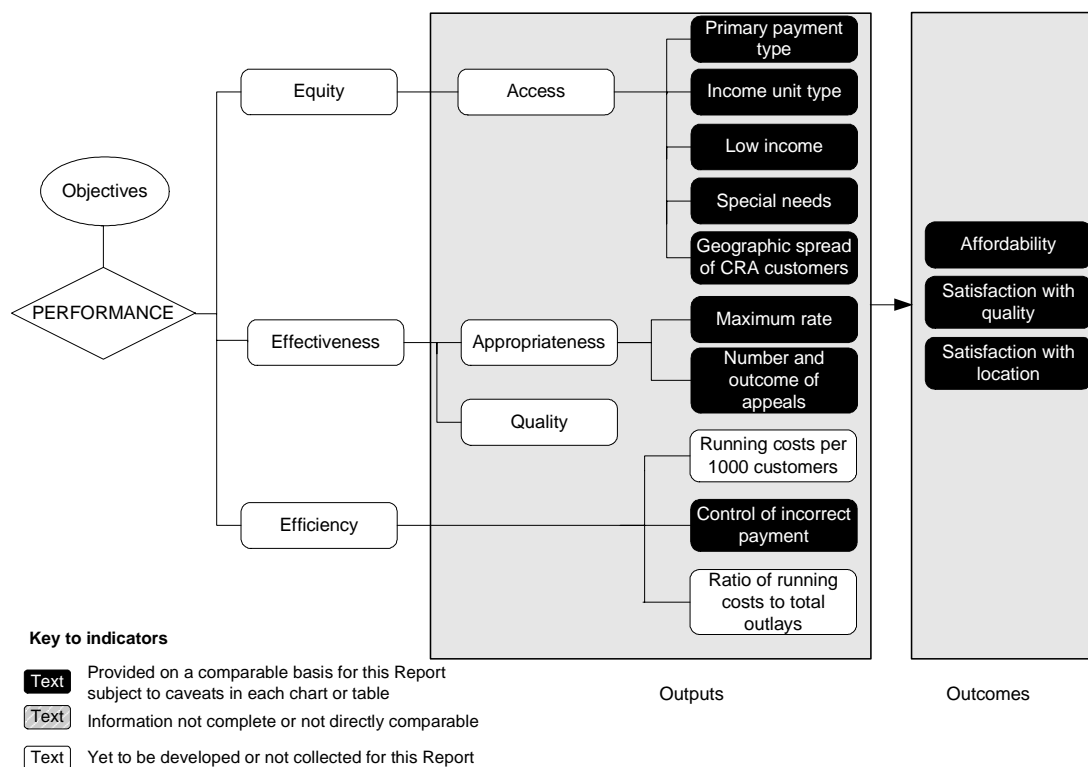 Objectives
PERFORMANCE
Equity
Effectiveness
Efficiency
Access
Appropriateness
Quality
Primary payment
type
Income unit type
Low income
Special needs
Geographic spread
of CRA customers
Maximum rate
Number and
outcome of
appeals
Running costs per
1000 customers
Control of incorrect
payment
Ratio of running
costs to total
outlays
Affordability
Satisfaction with
quality
Satisfaction with
location
Outputs
Outcomes
Key to indicators
Text
Provided on a comparable basis for this Report
subject to caveats in each chart or table
Text
Information not complete or not directly comparable
Text
Yet to be developed or not collected for this Report